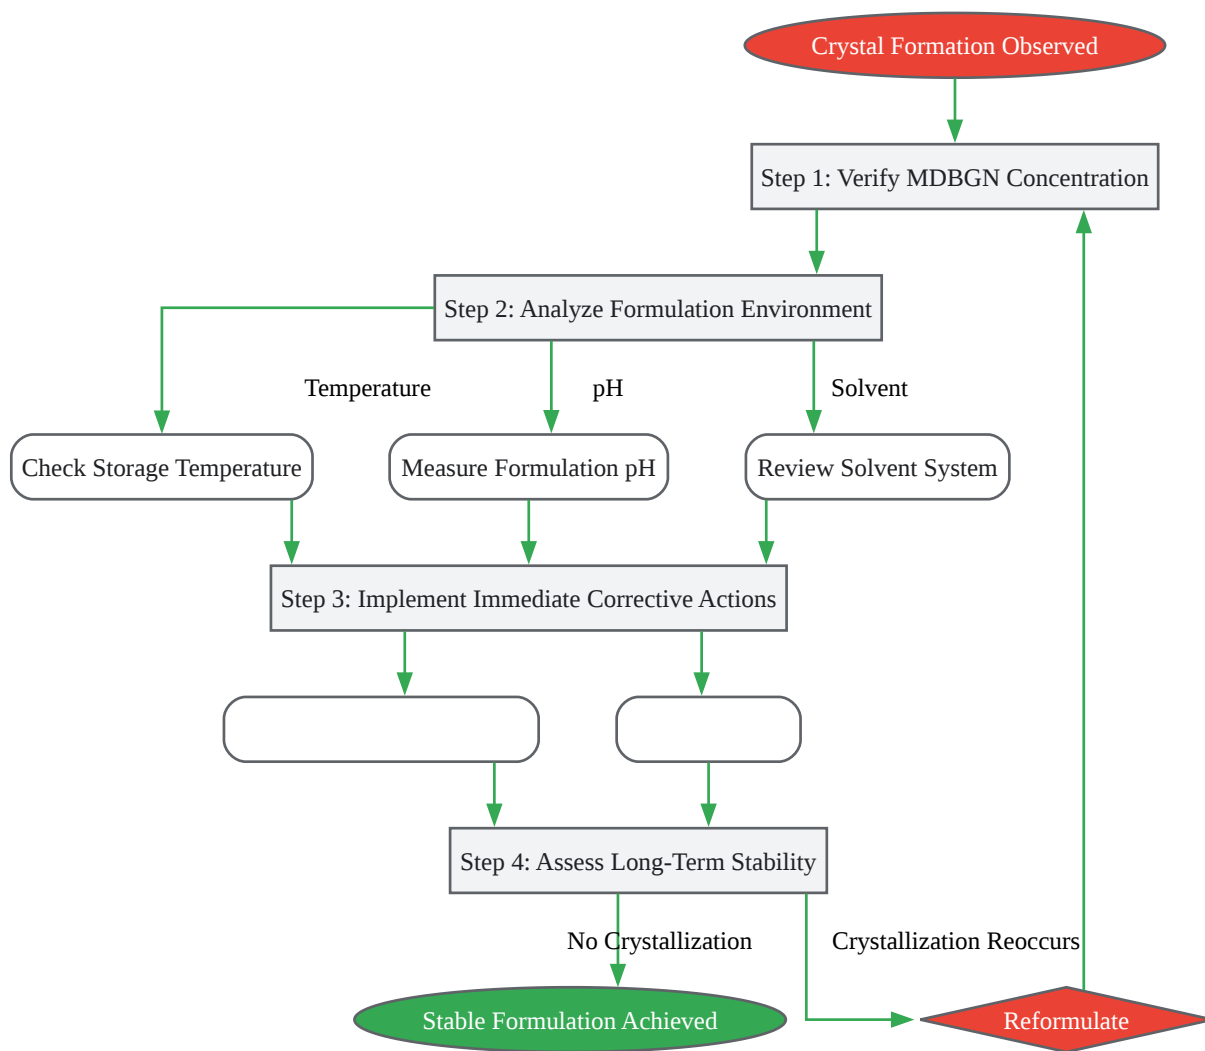 Crystal Formation Observed
Step 1: Verify MDBGN Concentration
Step 2: Analyze Formulation Environment
Temperature
pH
Solvent
Check Storage Temperature
Measure Formulation pH
Review Solvent System
Step 3: Implement Immediate Corrective Actions
Step 4: Assess Long-Term Stability
No Crystallization
Crystallization Reoccurs
Stable Formulation Achieved
Reformulate